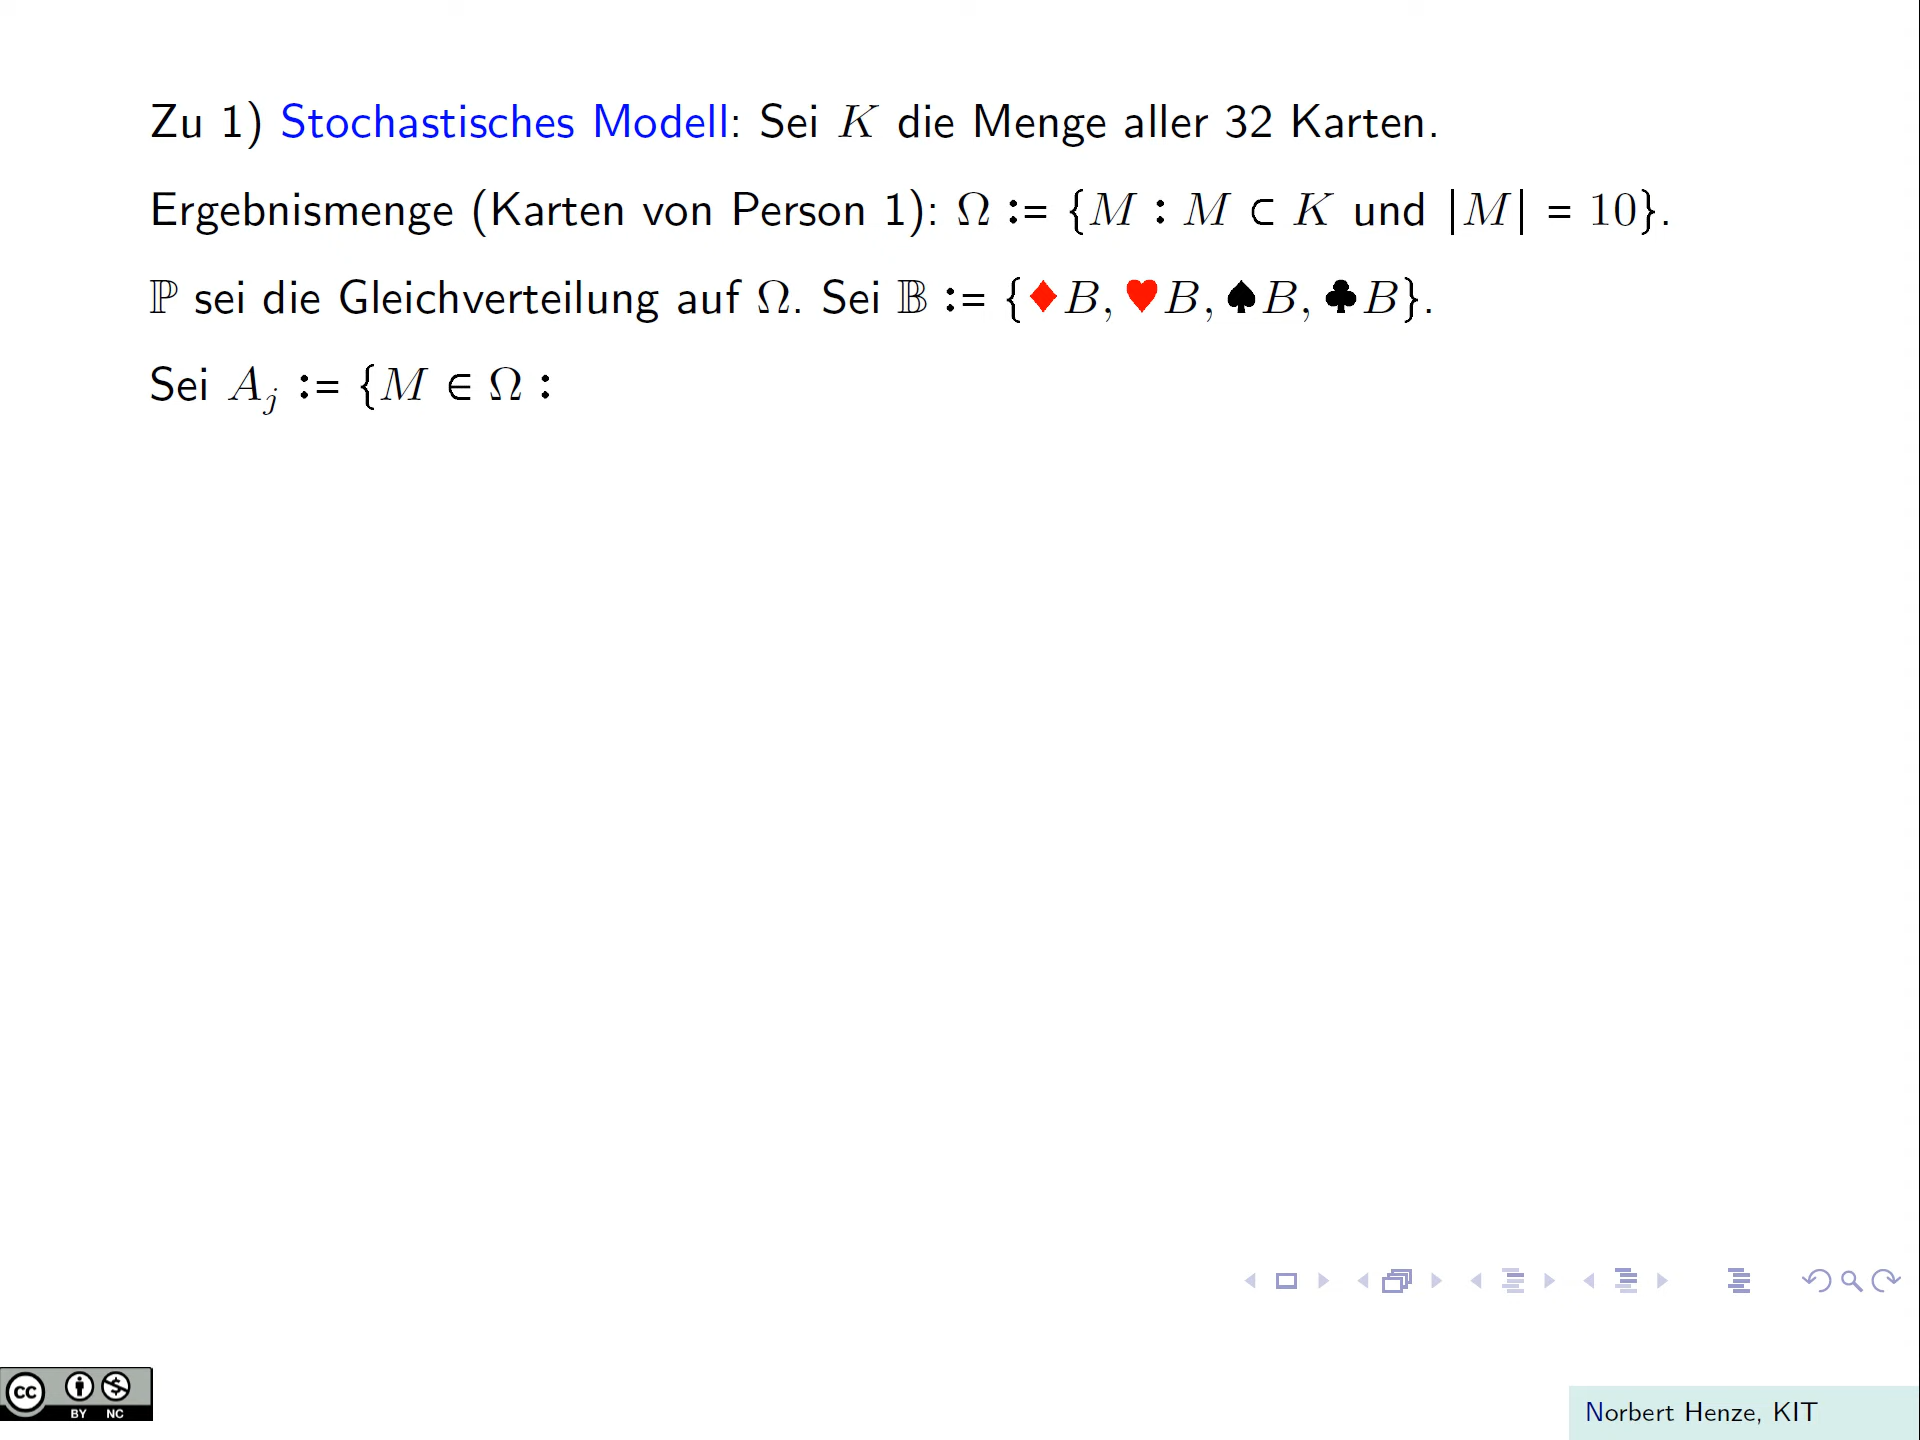 Zu 1) Stochastisches Modell: Sei K die Menge aller 32 Karten.
Ergebnismenge (Karten von Person 1): Ω := {M : M ⊂ K und |M| = 10}.
ℙ sei die Gleichverteilung auf Ω. Sei 𝔹 := {♦B, ♥B, ♠B, ♣B}.
Sei A_j := {M ∈ Ω :
cc BY NC
Norbert Henze, KIT